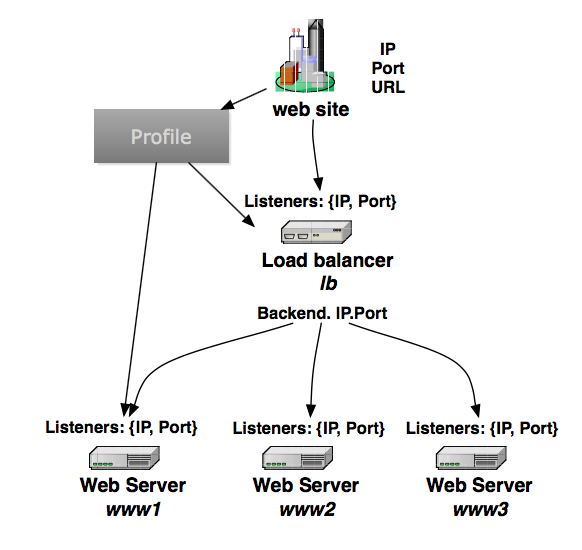 IP
Port
URL
web site
Profile
Listeners: {IP, Port}
Load balancer
lb
Backend. IP.Port
Listeners: {IP, Port}
Listeners: {IP, Port}
Listeners: {IP, Port}
Web Server
Web Server
Web Server
www1
www2
www3